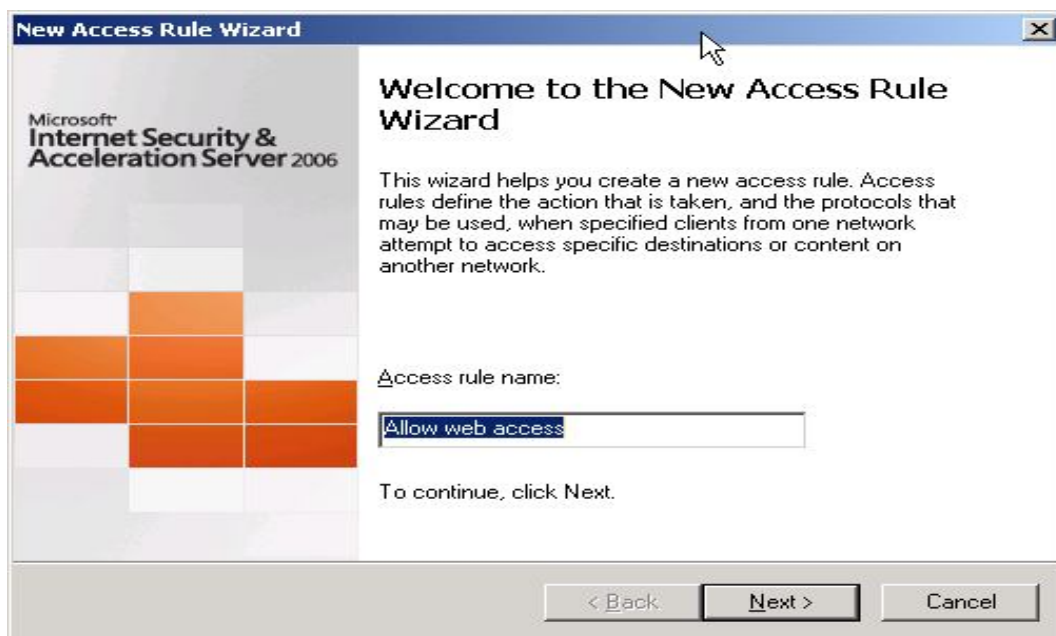 New Access Rule Wizard
Microsoft
Internet Security &
Acceleration Server 2006
Welcome to the New Access Rule
Wizard
This wizard helps you create a new access rule. Access
rules define the action that is taken, and the protocols that
may be used, when specified clients from one network
attempt to access specific destinations or content on
another network.
Access rule name:
Allow web access
To continue, click Next.
< Back
Next >
Cancel